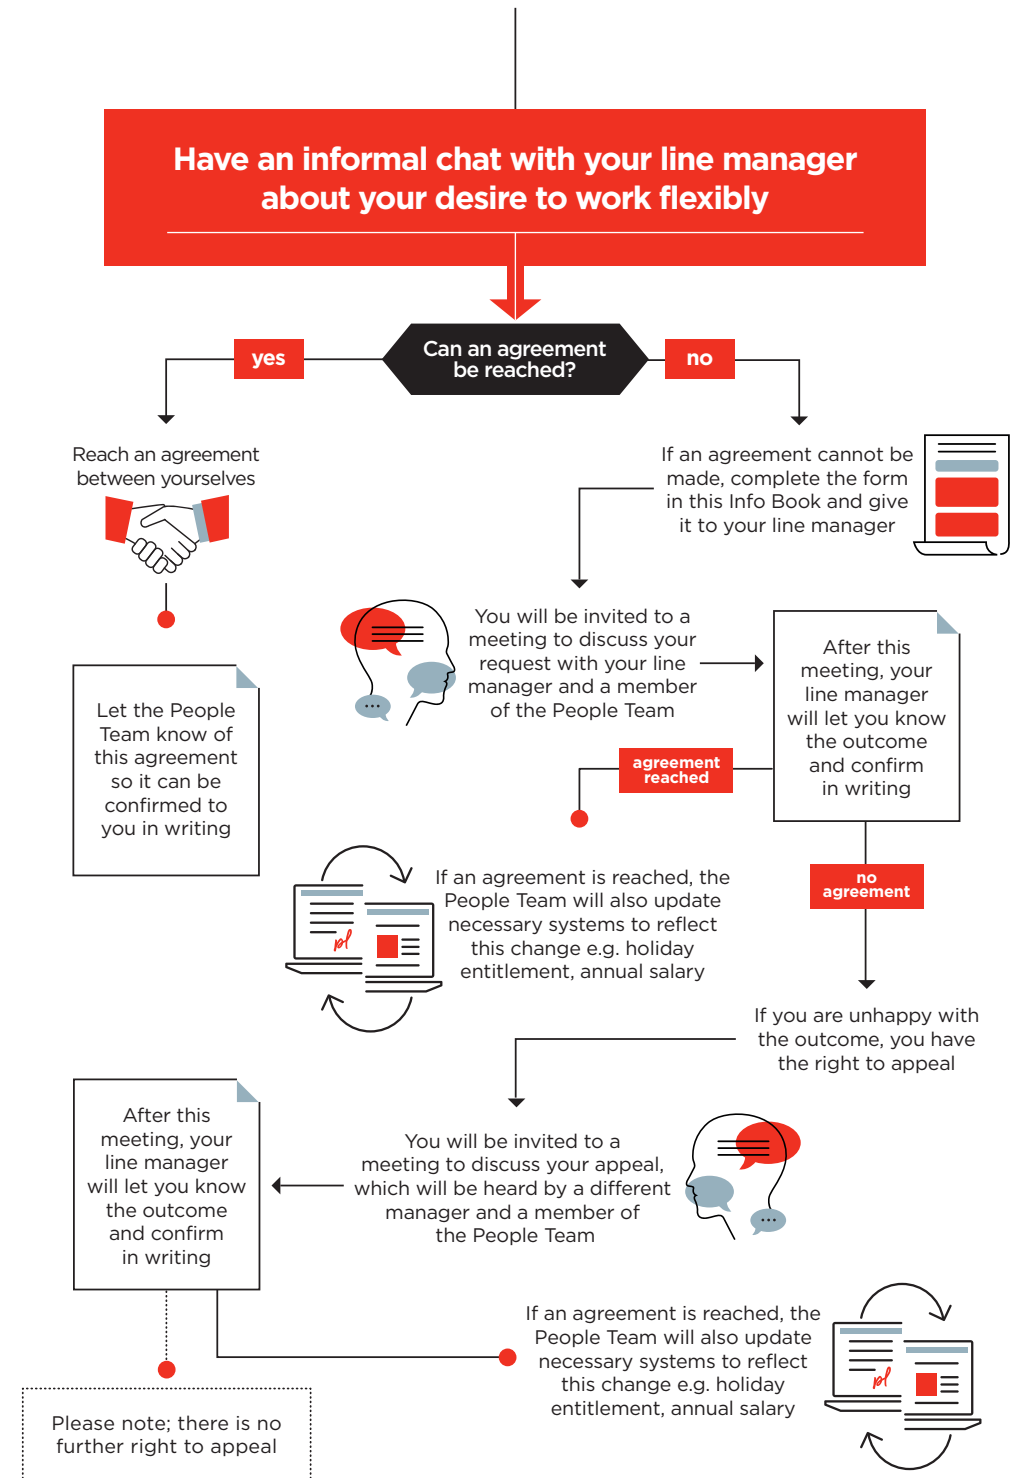 Have an informal chat with your line manager
about your desire to work flexibly
Can an agreement
be reached?
yes
no
Reach an agreement
between yourselves
If an agreement cannot be
made, complete the form
in this Info Book and give
it to your line manager
You will be invited to a
meeting to discuss your
request with your line
manager and a member
of the People Team
After this
meeting, your
line manager
will let you know
the outcome
and confirm
in writing
Let the People
Team know of
this agreement
so it can be
confirmed to
you in writing
agreement
reached
no
agreement
If an agreement is reached, the
People Team will also update
necessary systems to reflect
this change e.g. holiday
entitlement, annual salary
pl
If you are unhappy with
the outcome, you have
the right to appeal
You will be invited to a
meeting to discuss your appeal,
which will be heard by a different
manager and a member of
the People Team
After this
meeting, your
line manager
will let you know
the outcome
and confirm
in writing
If an agreement is reached, the
People Team will also update
necessary systems to reflect
this change e.g. holiday
entitlement, annual salary
pl
Please note; there is no
further right to appeal